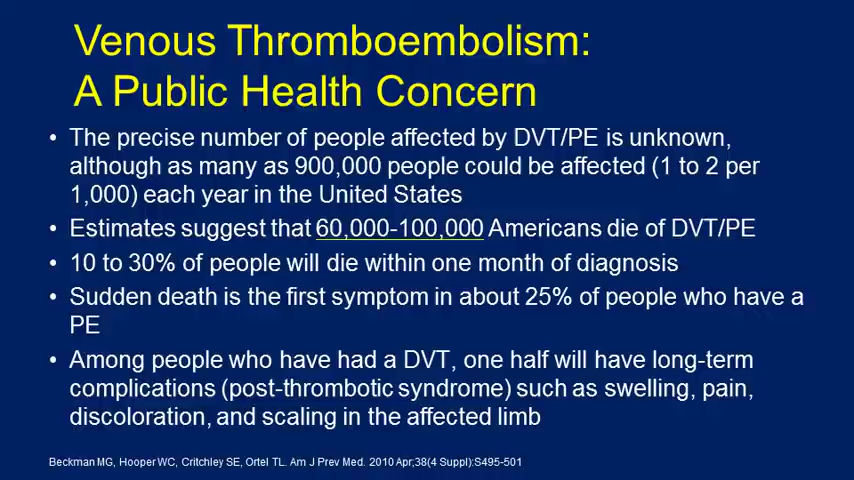 Venous Thromboembolism:
A Public Health Concern
• The precise number of people affected by DVT/PE is unknown,
although as many as 900,000 people could be affected (1 to 2 per
1,000) each year in the United States
• Estimates suggest that 60,000-100,000 Americans die of DVT/PE
• 10 to 30% of people will die within one month of diagnosis
• Sudden death is the first symptom in about 25% of people who have a
PE
• Among people who have had a DVT, one half will have long-term
complications (post-thrombotic syndrome) such as swelling, pain,
discoloration, and scaling in the affected limb
Beckman MG, Hooper WC, Critchley SE, Ortel TL. Am J Prev Med. 2010 Apr;38(4 Suppl):S495-501